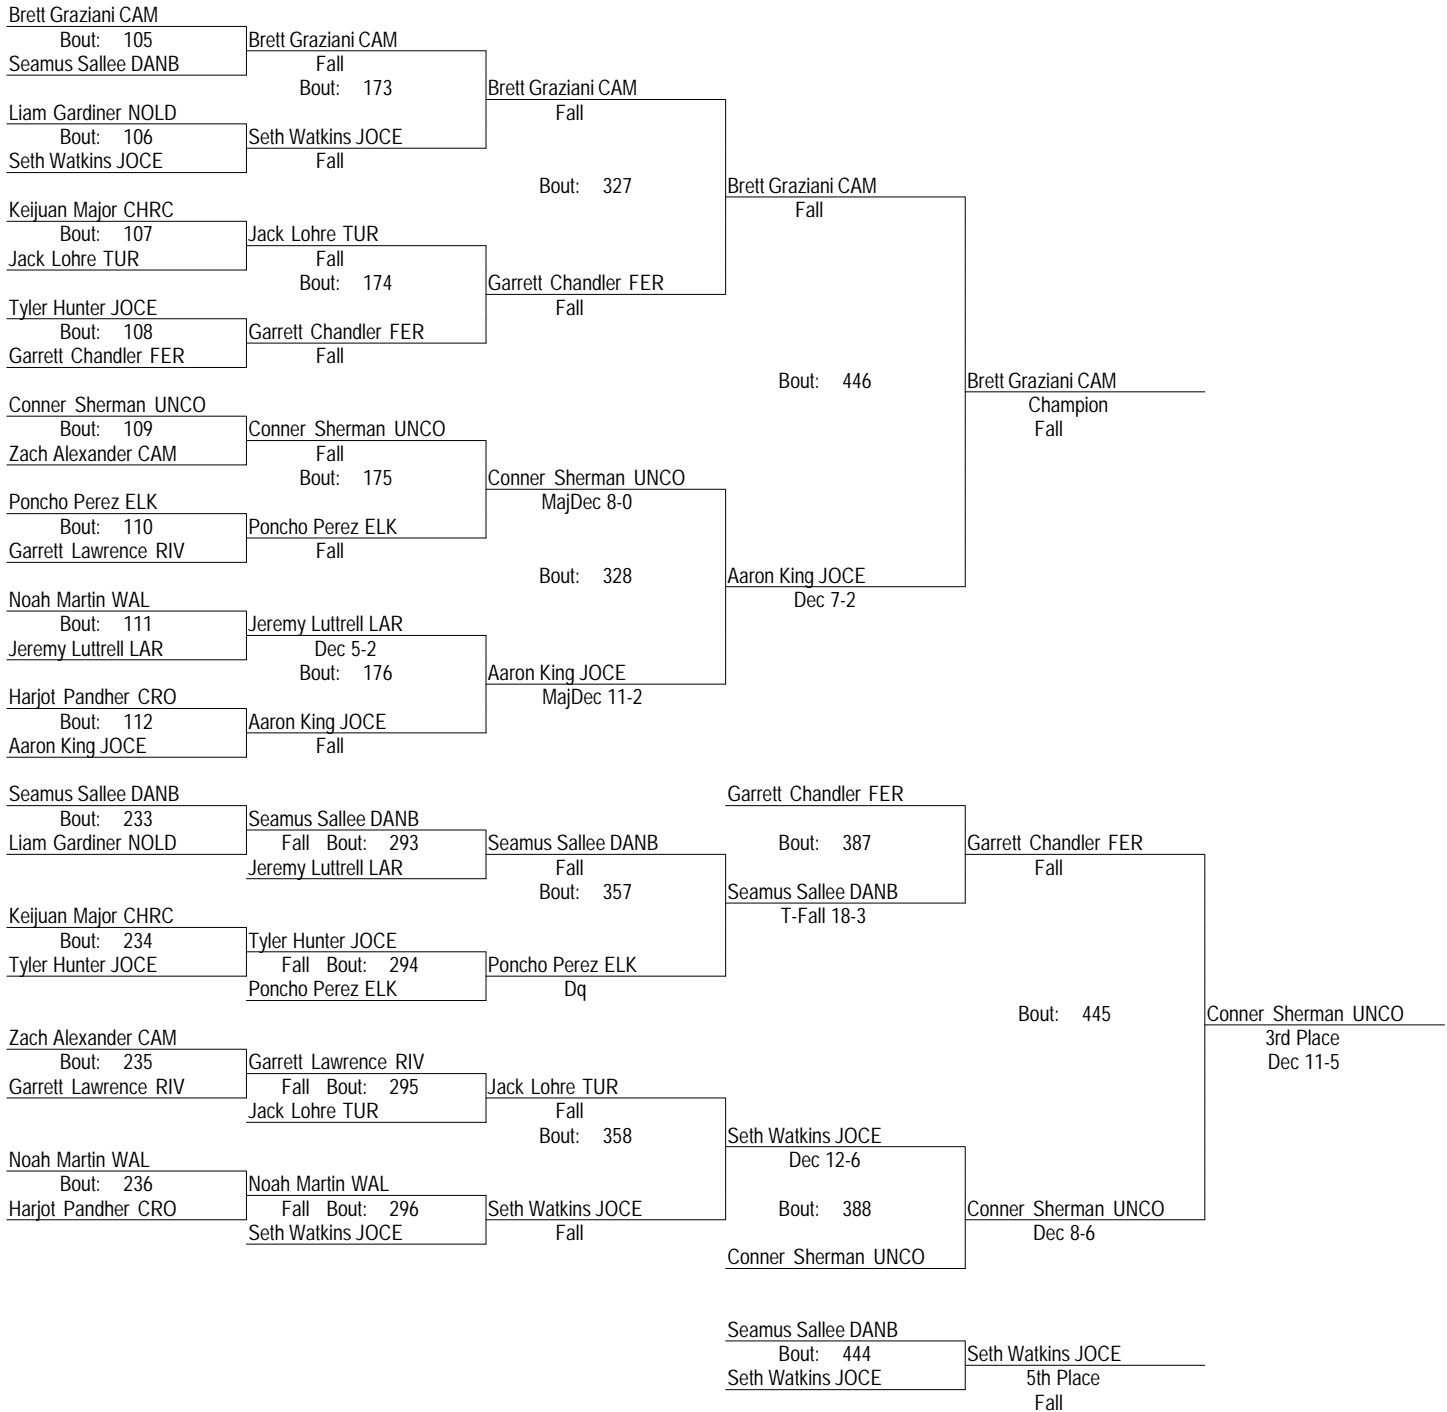 Brett Graziani CAM
Bout: 105
Brett Graziani CAM
Seamus Sallee DANB
Fall
Bout: 173
Brett Graziani CAM
Liam Gardiner NOLD
Fall
Bout: 106
Seth Watkins JOCE
Seth Watkins JOCE
Fall
Bout: 327
Brett Graziani CAM
Keijuan Major CHRC
Fall
Bout: 107
Jack Lohre TUR
Jack Lohre TUR
Fall
Bout: 174
Garrett Chandler FER
Tyler Hunter JOCE
Fall
Bout: 108
Garrett Chandler FER
Garrett Chandler FER
Fall
Bout: 446
Brett Graziani CAM
Conner Sherman UNCO
Champion
Bout: 109
Conner Sherman UNCO
Fall
Zach Alexander CAM
Fall
Bout: 175
Conner Sherman UNCO
Poncho Perez ELK
MajDec 8-0
Bout: 110
Poncho Perez ELK
Garrett Lawrence RIV
Fall
Bout: 328
Aaron King JOCE
Noah Martin WAL
Dec 7-2
Bout: 111
Jeremy Luttrell LAR
Jeremy Luttrell LAR
Dec 5-2
Bout: 176
Aaron King JOCE
Harjot Pandher CRO
MajDec 11-2
Bout: 112
Aaron King JOCE
Aaron King JOCE
Fall
Seamus Sallee DANB
Garrett Chandler FER
Bout: 233
Seamus Sallee DANB
Liam Gardiner NOLD
Fall Bout: 293
Seamus Sallee DANB
Bout: 387
Garrett Chandler FER
Jeremy Luttrell LAR
Fall
Fall
Bout: 357
Seamus Sallee DANB
Keijuan Major CHRC
T-Fall 18-3
Bout: 234
Tyler Hunter JOCE
Tyler Hunter JOCE
Fall Bout: 294
Poncho Perez ELK
Poncho Perez ELK
Dq
Bout: 445
Conner Sherman UNCO
Zach Alexander CAM
3rd Place
Bout: 235
Garrett Lawrence RIV
Dec 11-5
Garrett Lawrence RIV
Fall Bout: 295
Jack Lohre TUR
Jack Lohre TUR
Fall
Bout: 358
Seth Watkins JOCE
Noah Martin WAL
Dec 12-6
Bout: 236
Noah Martin WAL
Harjot Pandher CRO
Fall Bout: 296
Seth Watkins JOCE
Bout: 388
Conner Sherman UNCO
Seth Watkins JOCE
Fall
Dec 8-6
Conner Sherman UNCO
Seamus Sallee DANB
Bout: 444
Seth Watkins JOCE
Seth Watkins JOCE
5th Place
Fall